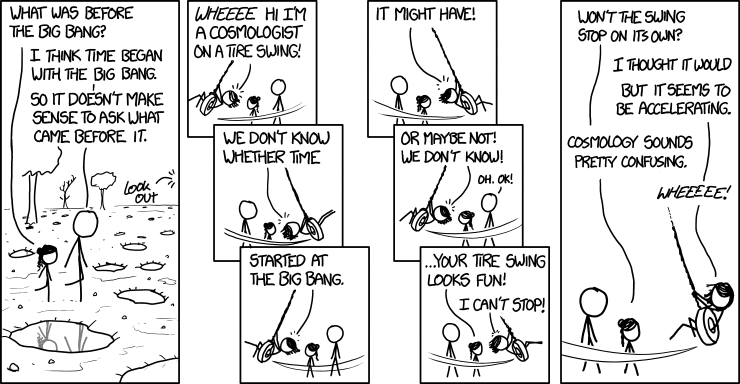 WHAT WAS BEFORE
THE BIG BANG?
I THINK TIME BEGAN
WITH THE BIG BANG.
SO IT DOESN'T MAKE
SENSE TO ASK WHAT
CAME BEFORE IT.
LOOK
OUT
WHEEEE HI I'M
A COSMOLOGIST
ON A TIRE SWING!
WE DON'T KNOW
WHETHER TIME
STARTED AT
THE BIG BANG.
IT MIGHT HAVE!
OR MAYBE NOT!
WE DON'T KNOW!
OH. OK!
...YOUR TIRE SWING
LOOKS FUN!
I CAN'T STOP!
WON'T THE SWING
STOP ON ITS OWN?
I THOUGHT IT WOULD
BUT IT SEEMS TO
BE ACCELERATING.
COSMOLOGY SOUNDS
PRETTY CONFUSING.
WHEEEEE!